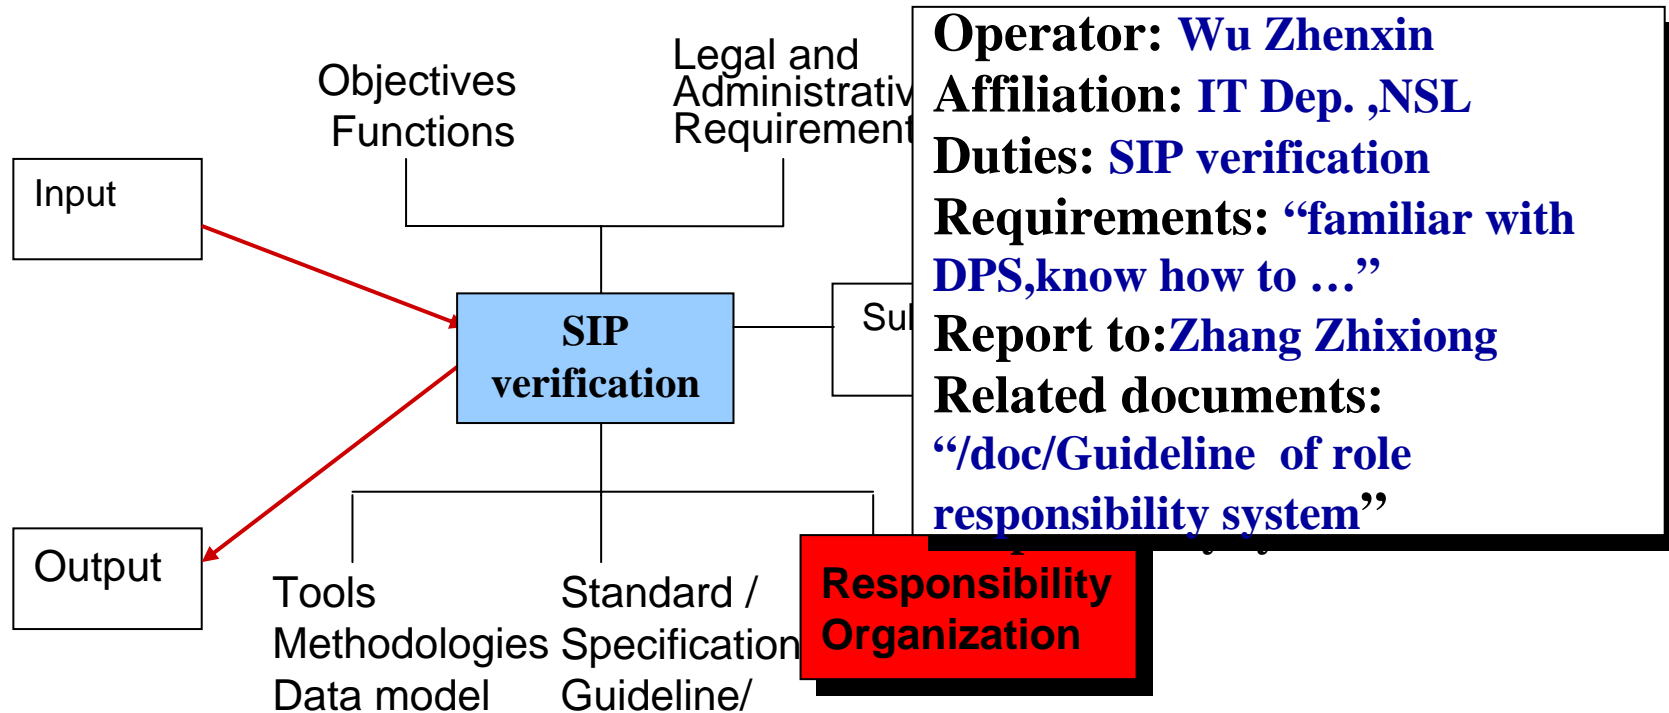 Objectives
Functions
Legal and
Administrativ
Requirement
Input
SIP
verification
Sul
Output
Tools
Methodologies
Data model
Standard /
Specification
Guideline/
Responsibility
Organization
Operator: Wu Zhenxin
Affiliation: IT Dep. ,NSL
Duties: SIP verification
Requirements: “familiar with
DPS,know how to …”
Report to:Zhang Zhixiong
Related documents:
“/doc/Guideline of role
responsibility system”